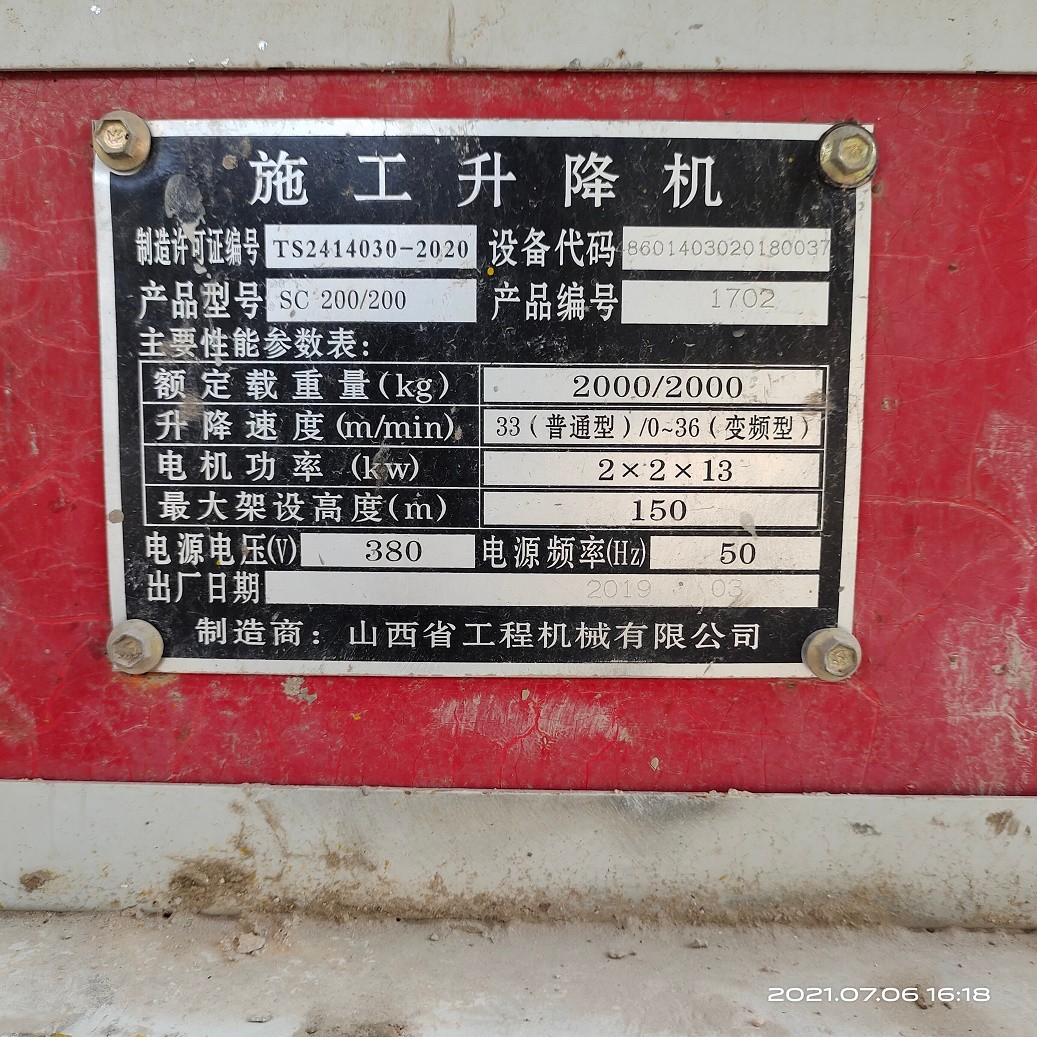 施工升降机
制造许可证编号 TS2414030-2020 设备代码 48601403020180037
产品型号 SC 200/200 产品编号 1702
主要性能参数表:
额定载重量(kg) 2000/2000
升降速度(m/min) 33(普通型)/0~36(变频型)
电机功率 (kw) 2×2×13
最大架设高度(m) 150
电源电压(V) 380 电源频率(Hz) 50
出厂日期 2019 03
制造商: 山西省工程机械有限公司
2021.07.06 16:18